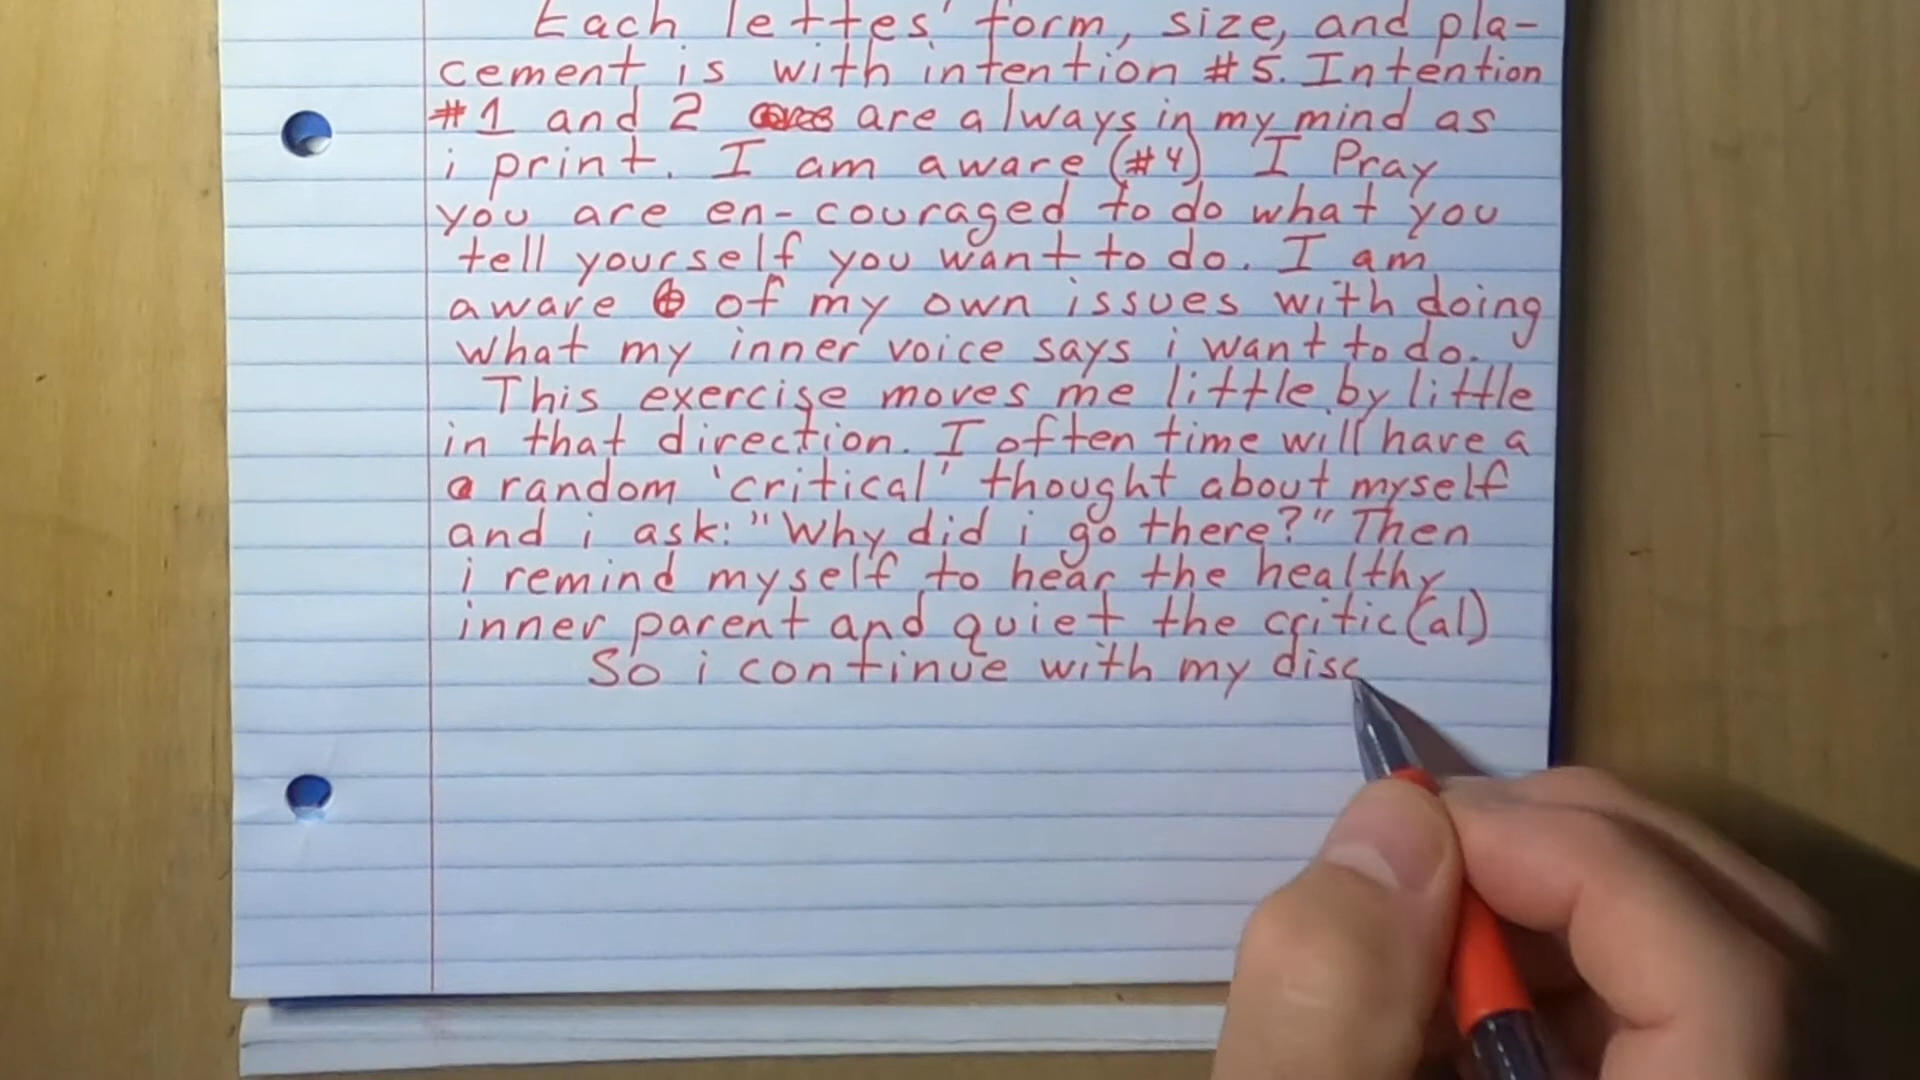 Each lettes' form, size, and pla-
cement is with intention #5. Intention
#1 and 2 are always in my mind as
i print. I am aware (#4) I Pray
you are en-couraged to do what you
tell yourself you want to do. I am
aware of my own issues with doing
what my inner voice says i want to do.
This exercise moves me little by little
in that direction. I often time will have a
a random 'critical' thought about myself
and i ask: "Why did i go there?" Then
i remind myself to hear the healthy
inner parent and quiet the critic(al)
So i continue with my disc